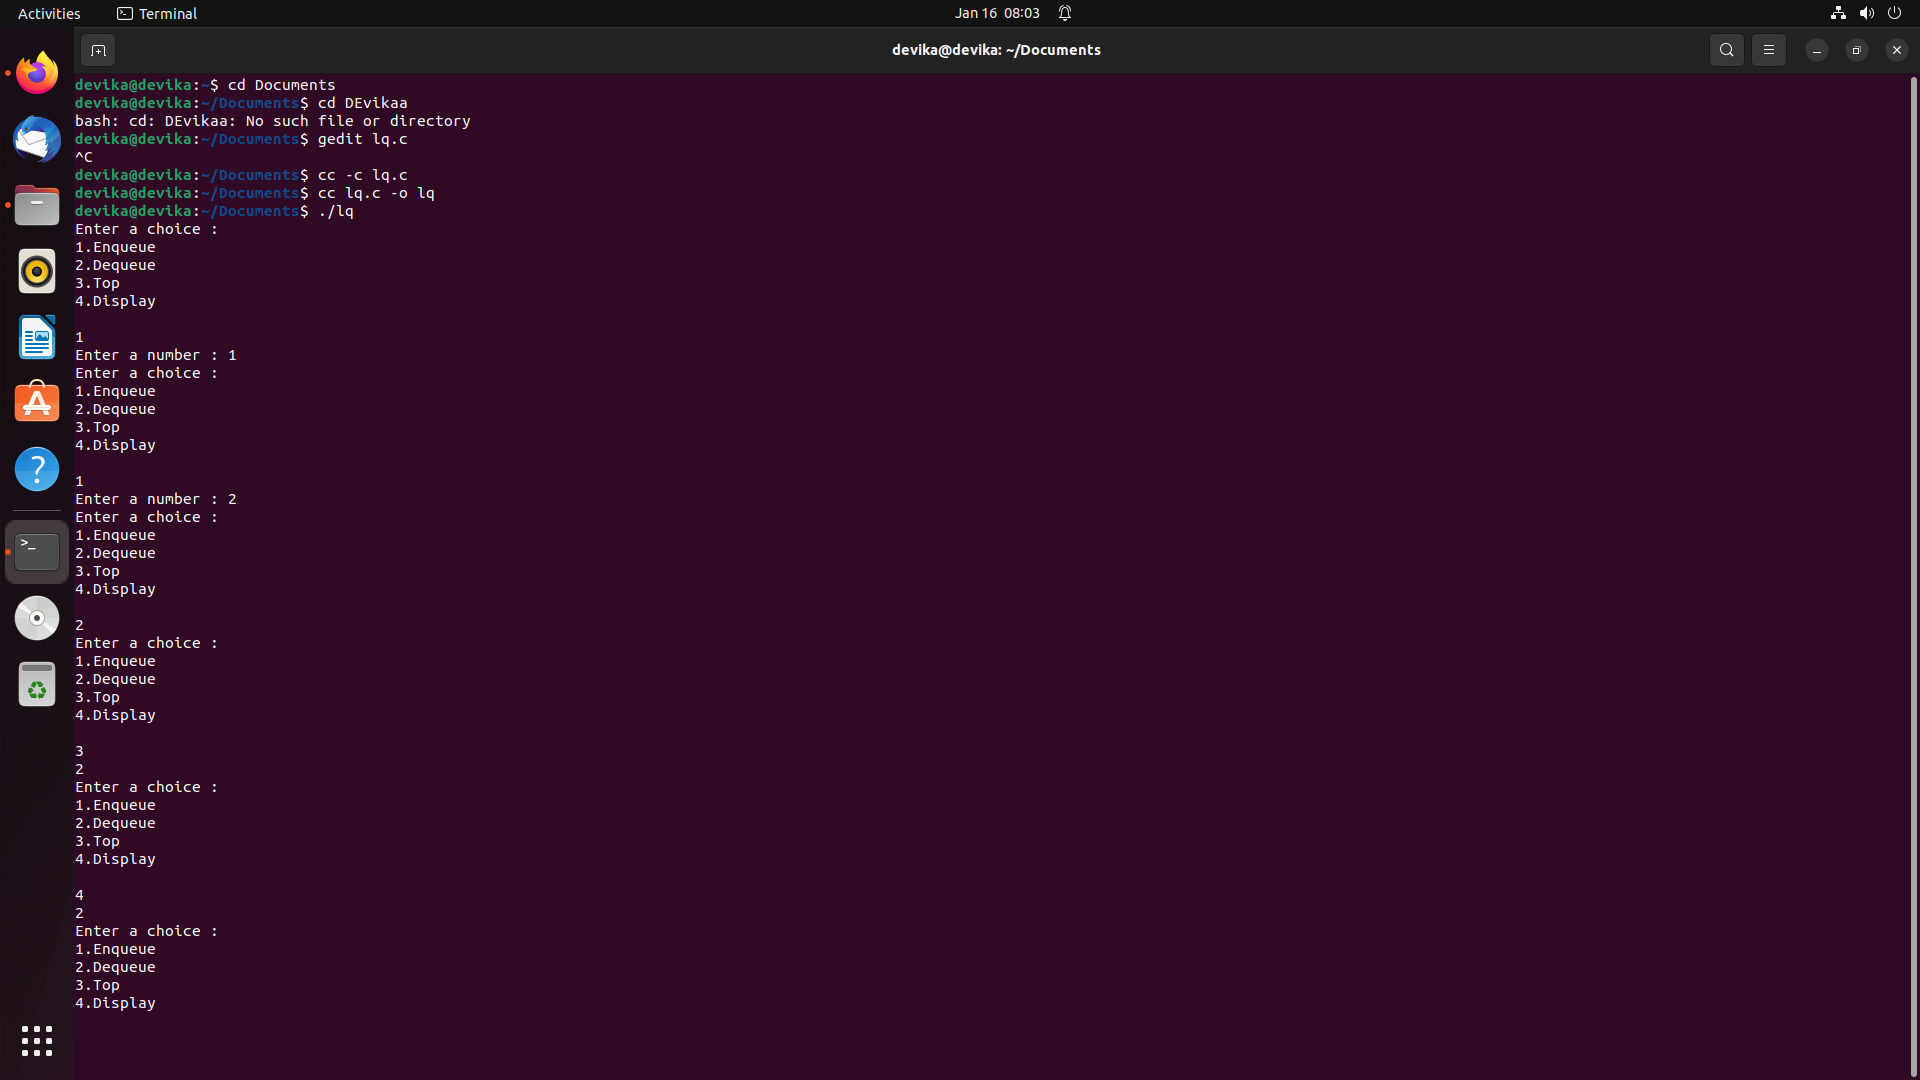 Activities Terminal Jan 16 08:03
devika@devika: ~/Documents
devika@devika:~$ cd Documents
devika@devika:~/Documents$ cd DEvikaa
bash: cd: DEvikaa: No such file or directory
devika@devika:~/Documents$ gedit lq.c
^C
devika@devika:~/Documents$ cc -c lq.c
devika@devika:~/Documents$ cc lq.c -o lq
devika@devika:~/Documents$ ./lq
Enter a choice :
1.Enqueue
2.Dequeue
3.Top
4.Display
1
Enter a number : 1
Enter a choice :
1.Enqueue
2.Dequeue
3.Top
4.Display
1
Enter a number : 2
Enter a choice :
1.Enqueue
2.Dequeue
3.Top
4.Display
2
Enter a choice :
1.Enqueue
2.Dequeue
3.Top
4.Display
3
2
Enter a choice :
1.Enqueue
2.Dequeue
3.Top
4.Display
4
2
Enter a choice :
1.Enqueue
2.Dequeue
3.Top
4.Display